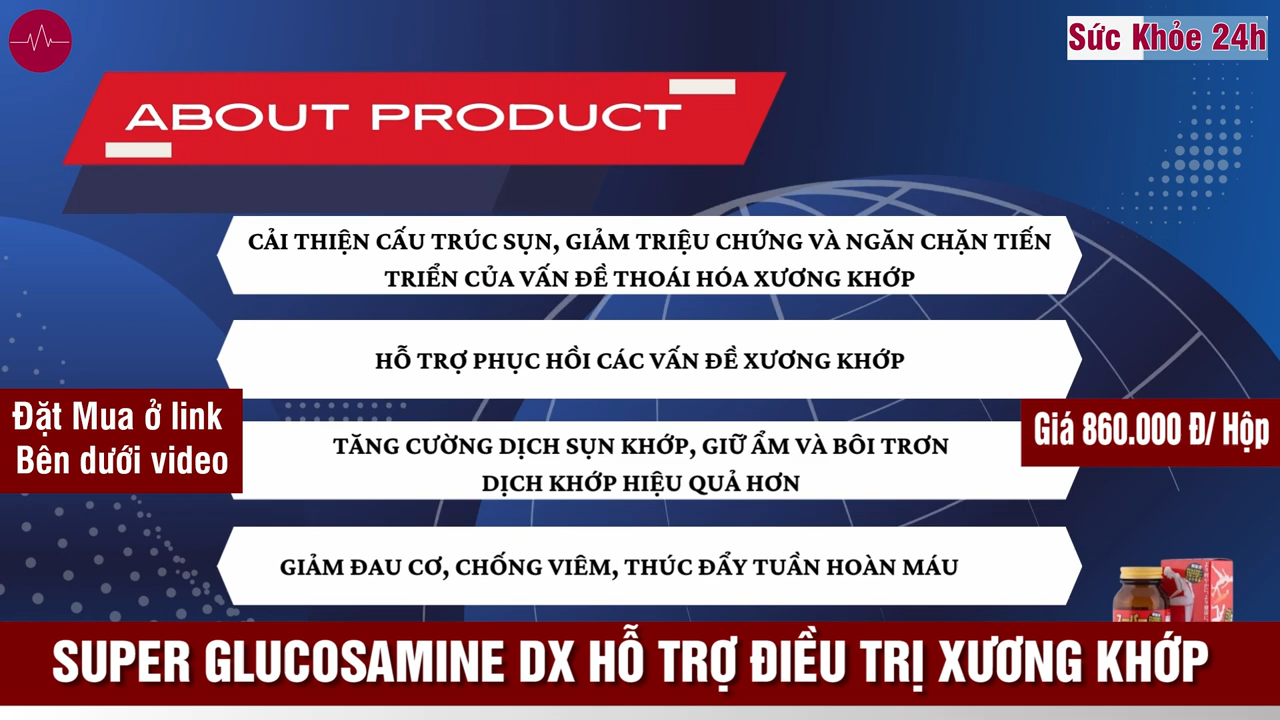 Sức Khỏe 24h
ABOUT PRODUCT
CẢI THIỆN CẤU TRÚC SỤN, GIẢM TRIỆU CHỨNG VÀ NGĂN CHẶN TIẾN
TRIỂN CỦA VẤN ĐỀ THOÁI HÓA XƯƠNG KHỚP
HỖ TRỢ PHỤC HỒI CÁC VẤN ĐỀ XƯƠNG KHỚP
Đặt Mua ở link
Bên dưới video
Giá 860.000 Đ/ Hộp
TĂNG CƯỜNG DỊCH SỤN KHỚP, GIỮ ẨM VÀ BÔI TRƠN
DỊCH KHỚP HIỆU QUẢ HƠN
GIẢM ĐAU CƠ, CHỐNG VIÊM, THÚC ĐẨY TUẦN HOÀN MÁU
SUPER GLUCOSAMINE DX HỖ TRỢ ĐIỀU TRỊ XƯƠNG KHỚP